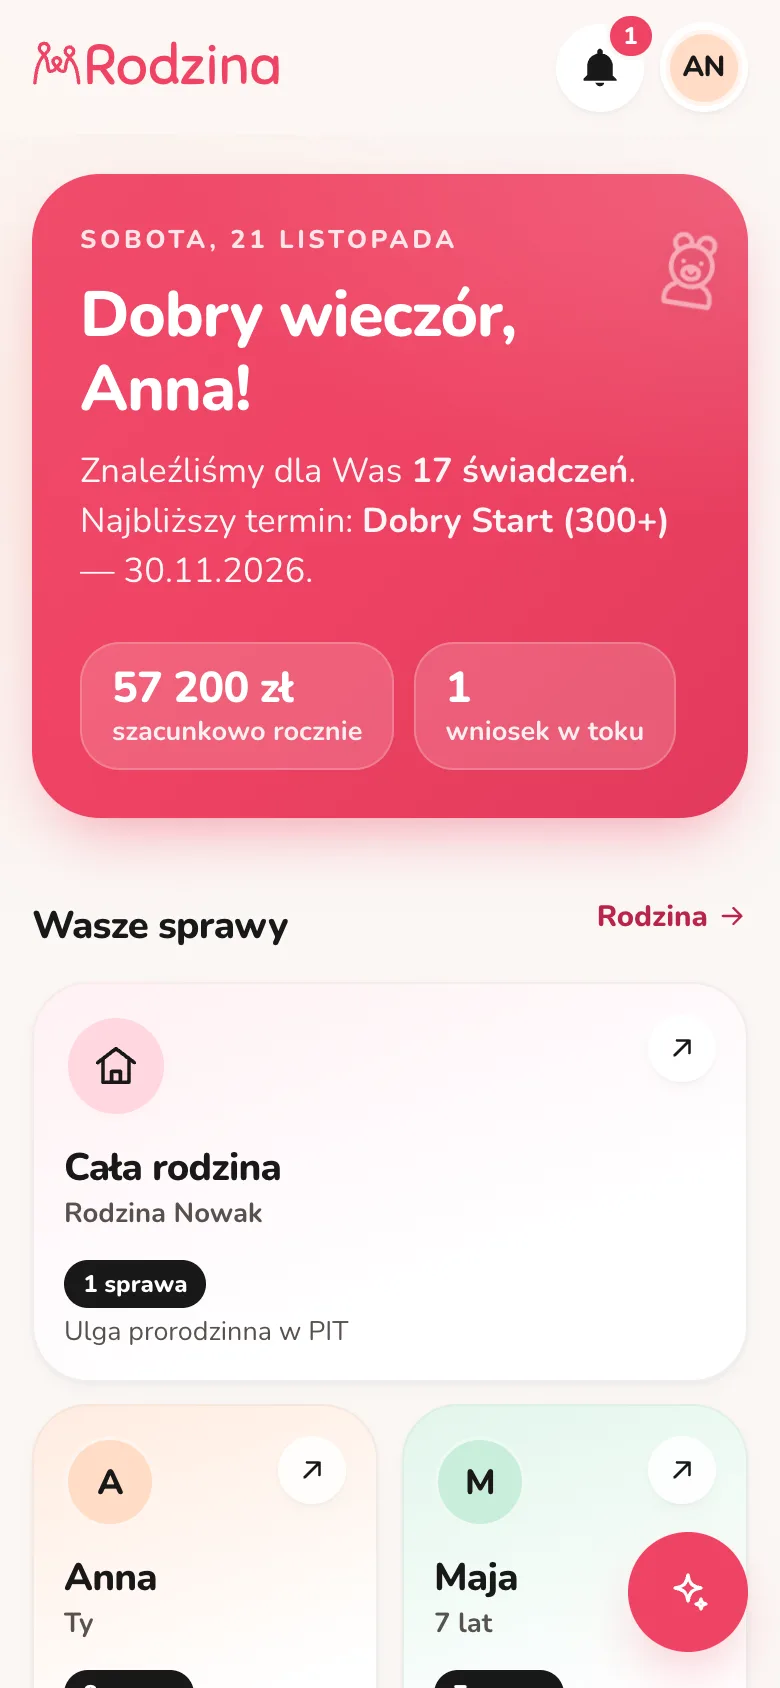 Rodzina
1
AN
SOBOTA, 21 LISTOPADA
Dobry wieczór,
Anna!
Znaleźliśmy dla Was 17 świadczeń.
Najbliższy termin: Dobry Start (300+)
— 30.11.2026.
57 200 zł
szacunkowo rocznie
1
wniosek w toku
Wasze sprawy
Rodzina →
Cała rodzina
Rodzina Nowak
1 sprawa
Ulga prorodzinna w PIT
A
Anna
Ty
M
Maja
7 lat